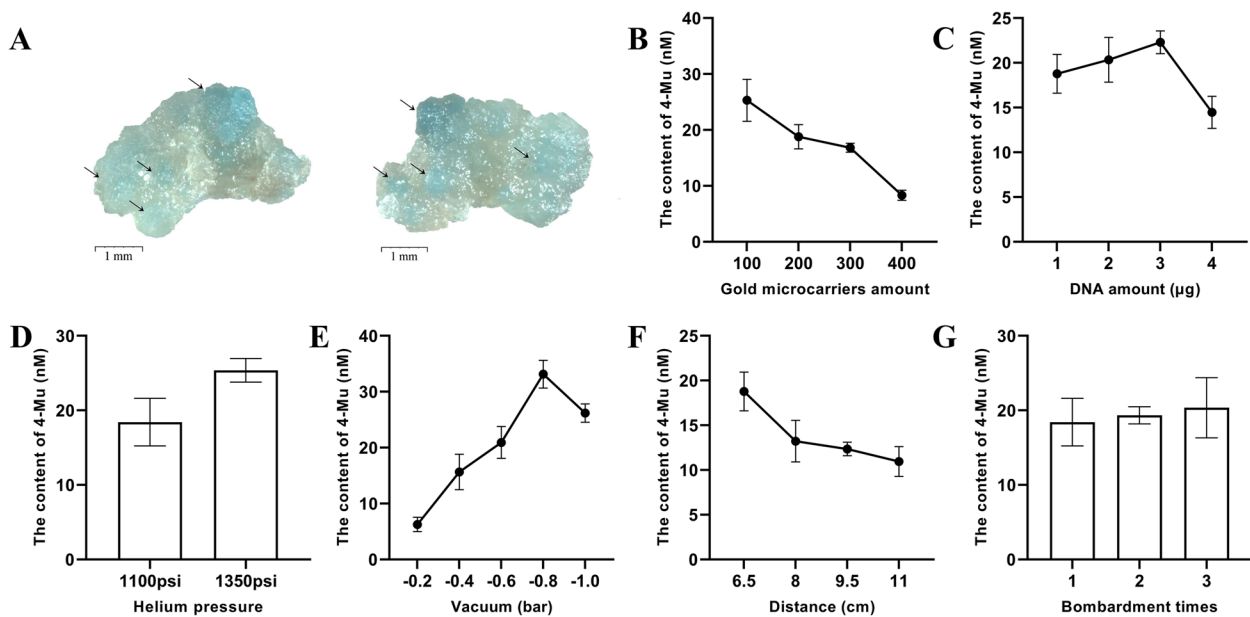 A
1 mm
1 mm
B
The content of 4-Mu (nM)
40
30
20
10
0
100 200 300 400
Gold microcarriers amount
C
The content of 4-Mu (nM)
25
20
15
10
5
0
1 2 3 4
DNA amount (μg)
D
The content of 4-Mu (nM)
30
20
10
0
1100psi 1350psi
Helium pressure
E
The content of 4-Mu (nM)
40
30
20
10
0
-0.2 -0.4 -0.6 -0.8 -1.0
Vacuum (bar)
F
The content of 4-Mu (nM)
25
20
15
10
5
0
6.5 8 9.5 11
Distance (cm)
G
The content of 4-Mu (nM)
30
20
10
0
1 2 3
Bombardment times